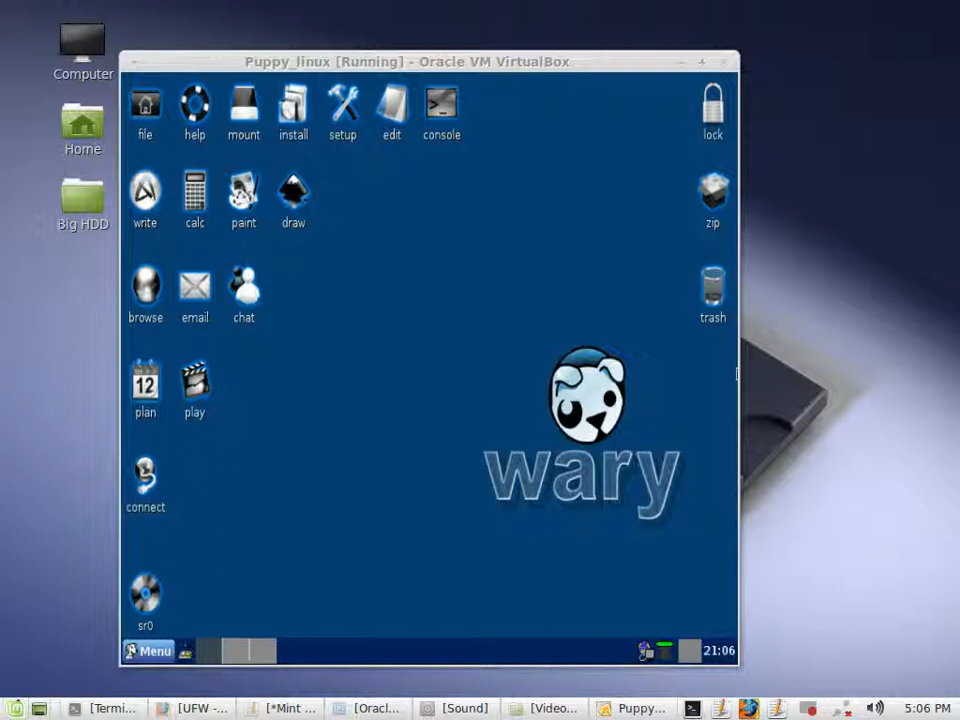 Computer
Home
Big HDD
Puppy_linux [Running] - Oracle VM VirtualBox
file help mount install setup edit console lock
write calc paint draw zip
browse email chat trash
12
plan play
connect
wary
sr0
Menu 21:06
[Termi... [UFW -... [*Mint ... [Oracl... [Sound] [Video... Puppy... 5:06 PM